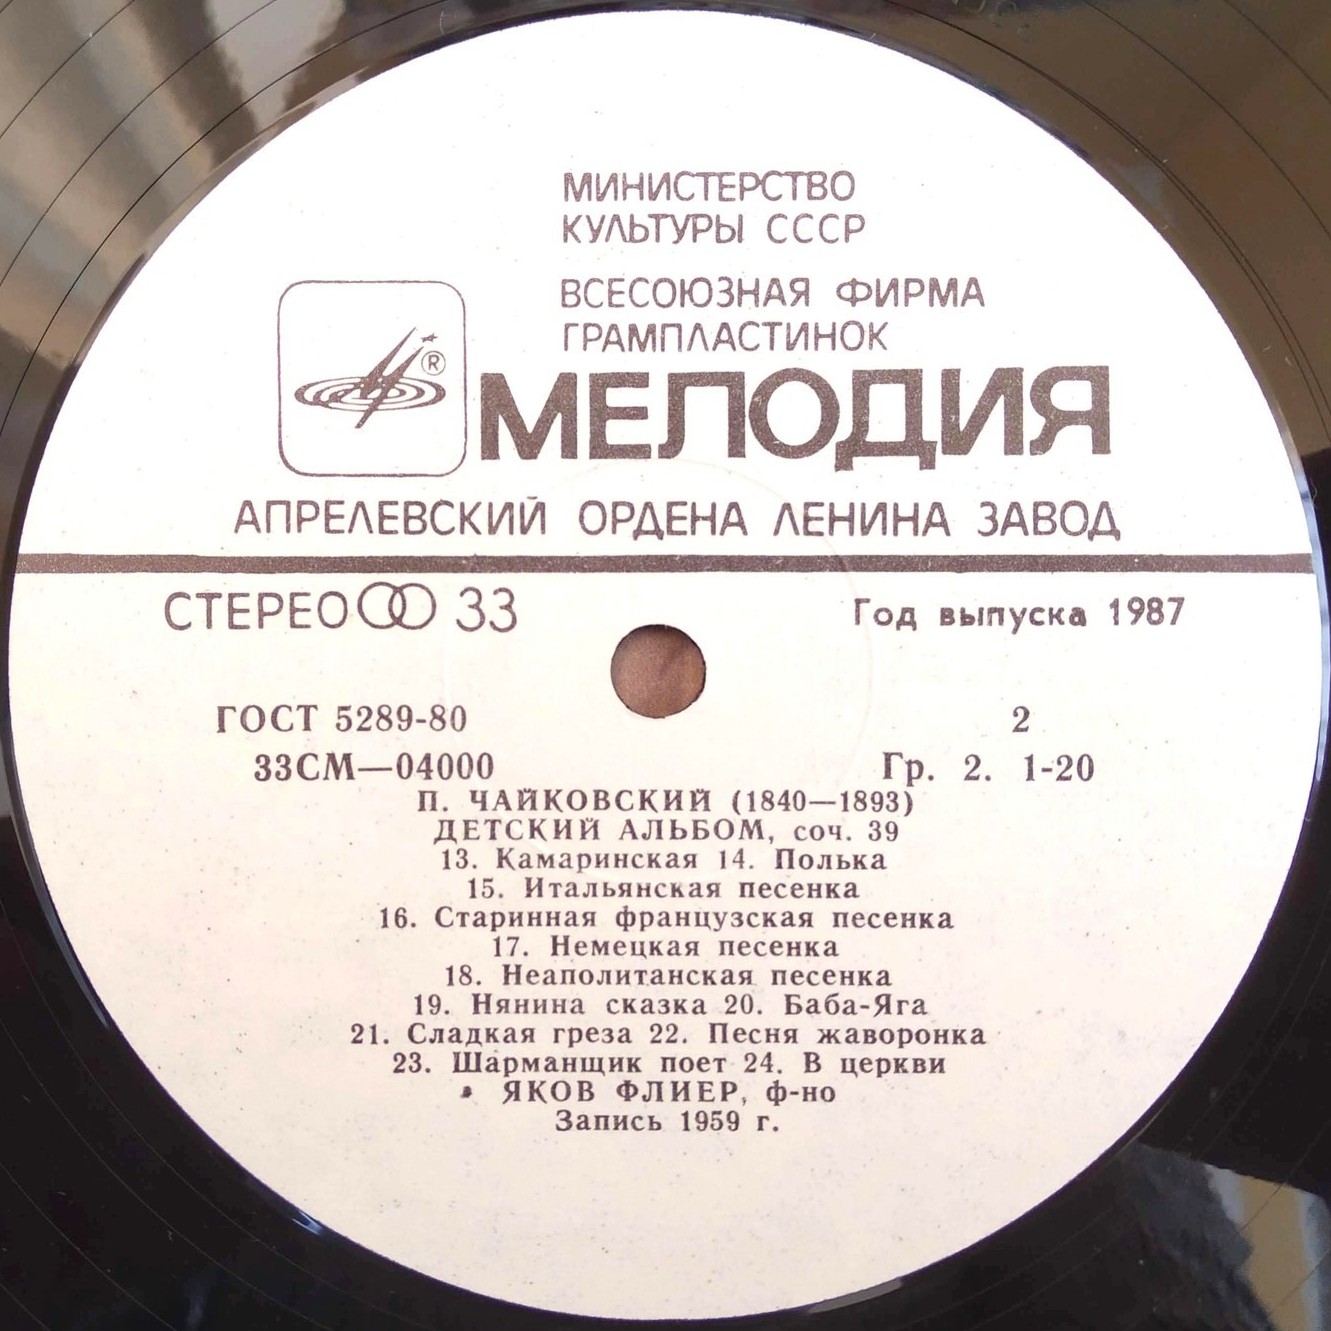 МИНИСТЕРСТВО
КУЛЬТУРЫ СССР
ВСЕСОЮЗНАЯ ФИРМА
ГРАМПЛАСТИНОК
®
МЕЛОДИЯ
АПРЕЛЕВСКИЙ ОРДЕНА ЛЕНИНА ЗАВОД
СТЕРЕО 33
Год выпуска 1987
ГОСТ 5289-80
2
33СМ—04000
Гр. 2. 1-20
П. ЧАЙКОВСКИЙ (1840—1893)
ДЕТСКИЙ АЛЬБОМ, соч. 39
13. Камаринская 14. Полька
15. Итальянская песенка
16. Старинная французская песенка
17. Немецкая песенка
18. Неаполитанская песенка
19. Нянина сказка 20. Баба-Яга
21. Сладкая греза 22. Песня жаворонка
23. Шарманщик поет 24. В церкви
ЯКОВ ФЛИЕР, ф-но
Запись 1959 г.